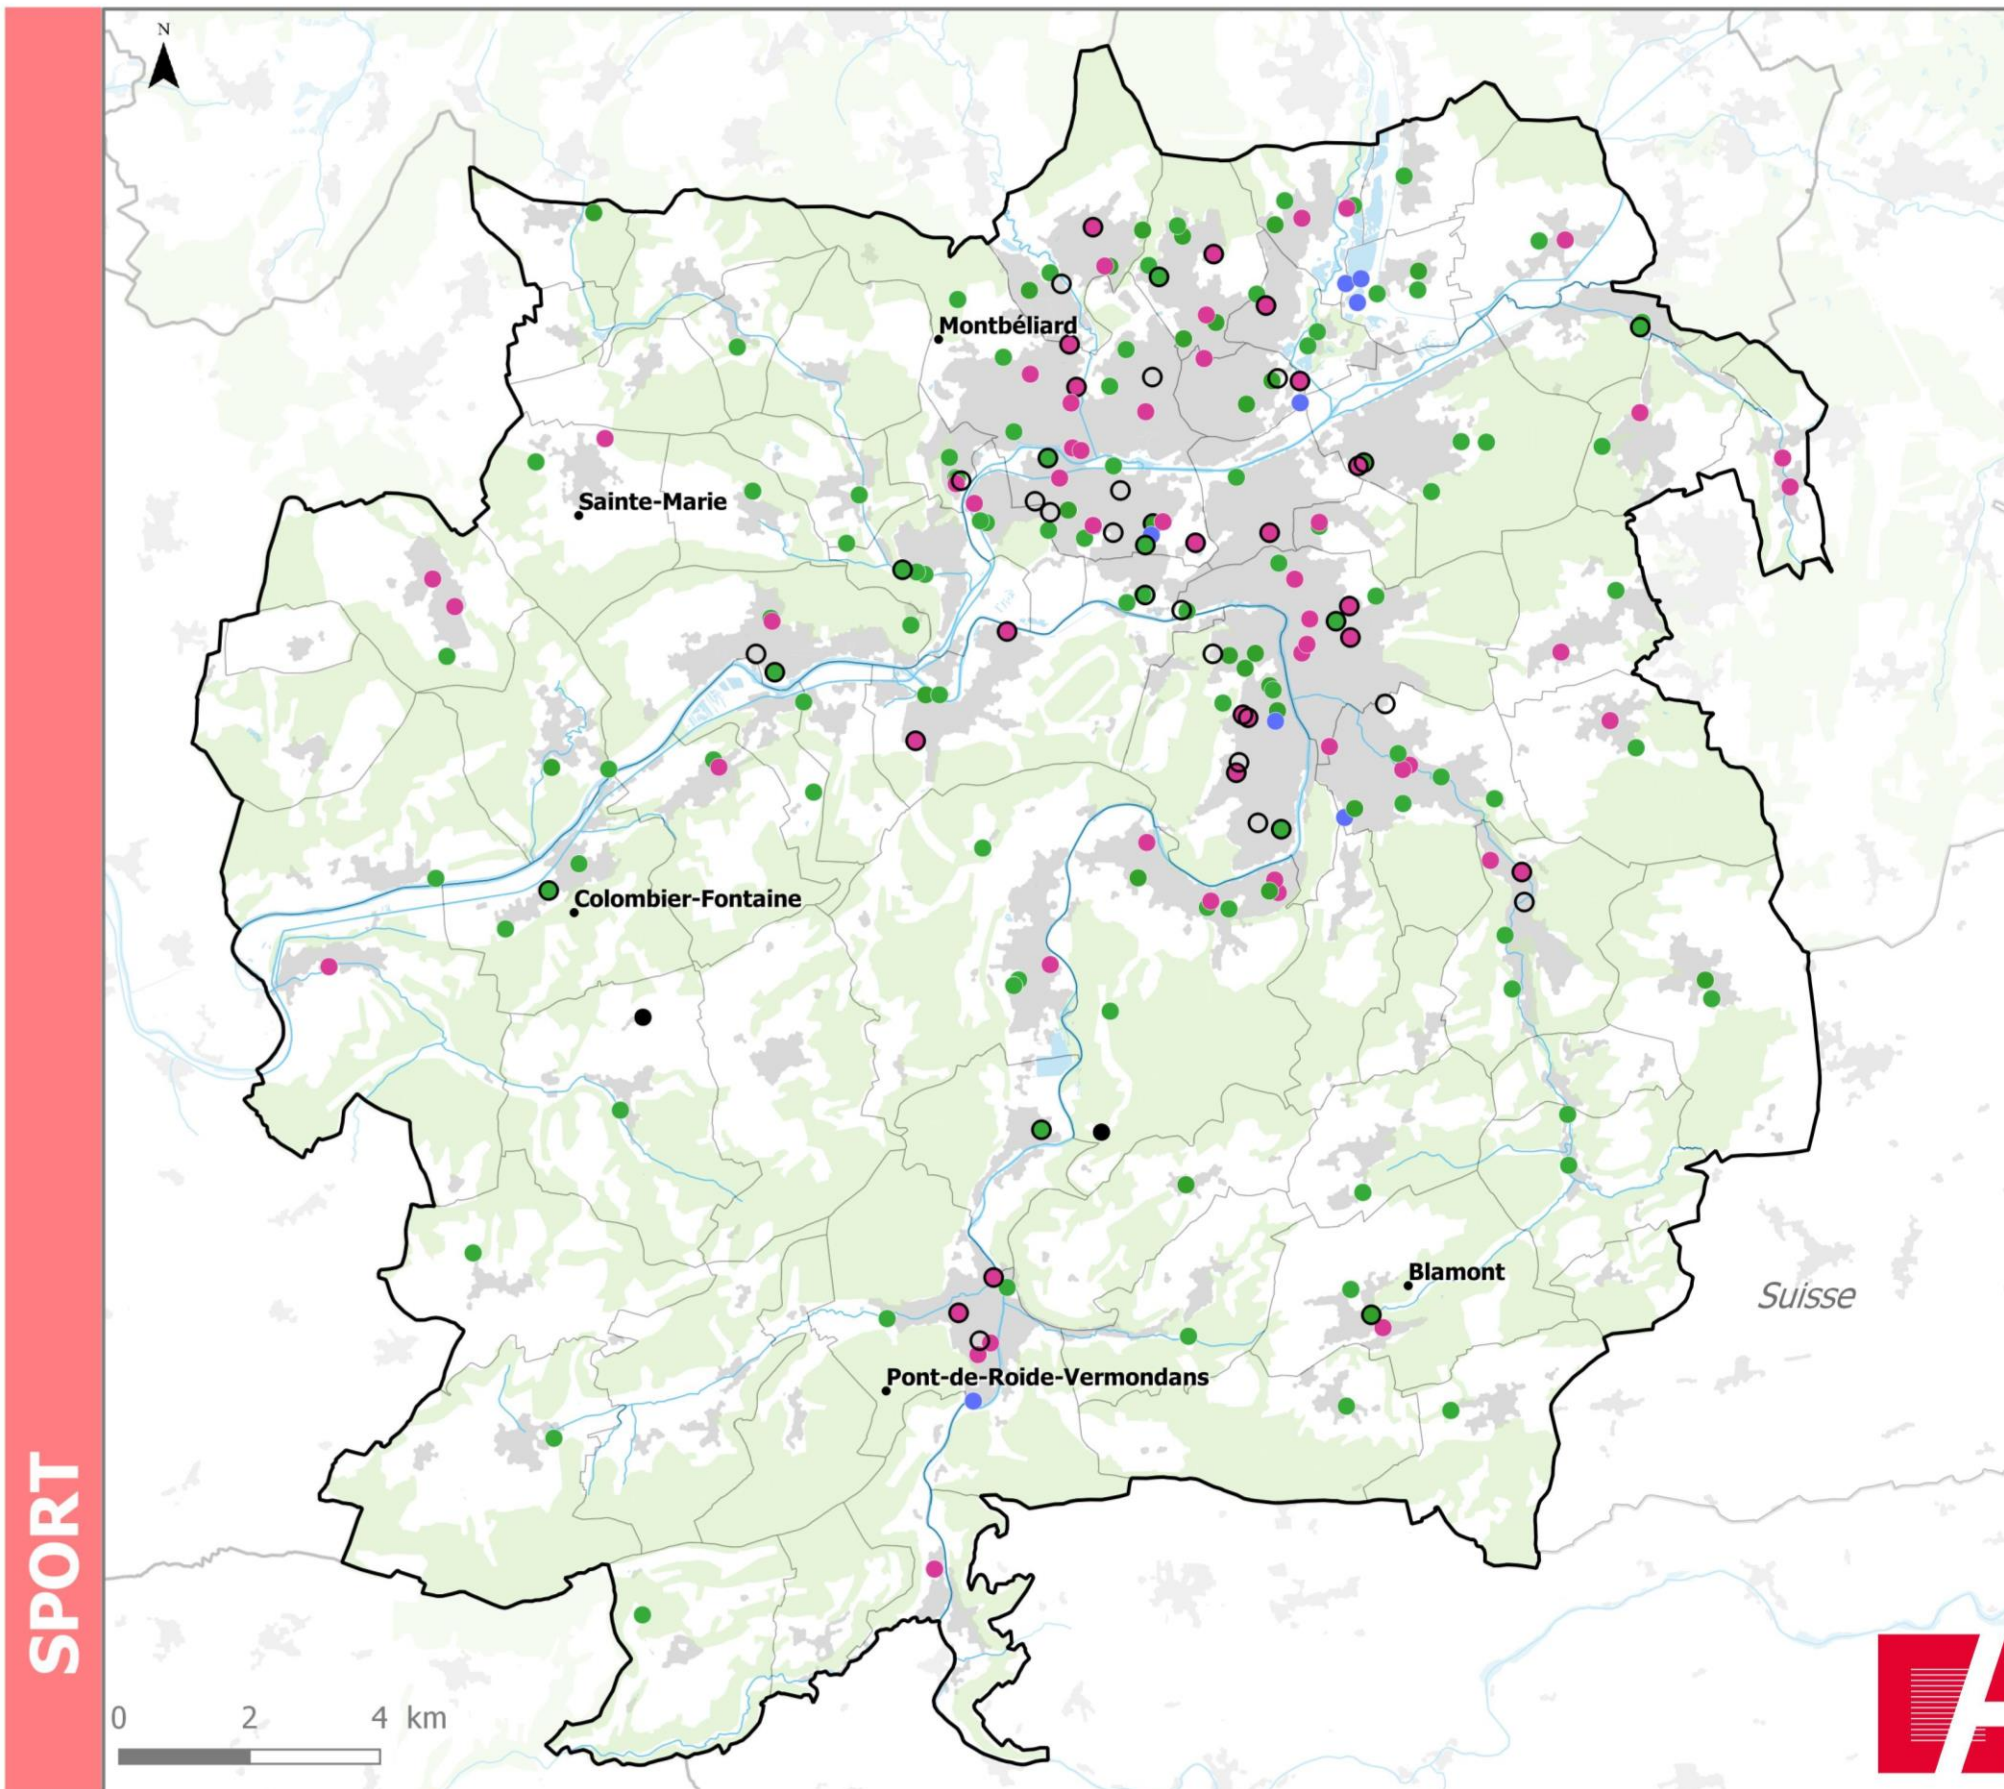 N
Montbéliard
Sainte-Marie
Colombier-Fontaine
Blamont
Suisse
Pont-de-Roide-Vermondans
SPORT
0 2 4 km